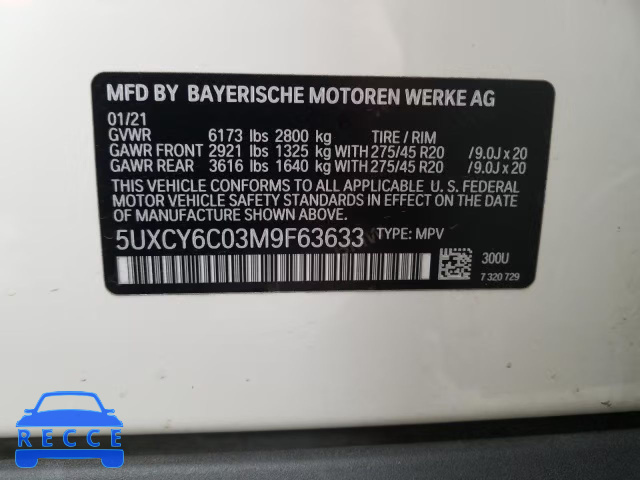 MFD BY BAYERISCHE MOTOREN WERKE AG
01/21
GVWR 6173 lbs 2800 kg TIRE / RIM
GAWR FRONT 2921 lbs 1325 kg WITH 275/45 R20 /9.0J x 20
GAWR REAR 3616 lbs 1640 kg WITH 275/45 R20 /9.0J x 20
THIS VEHICLE CONFORMS TO ALL APPLICABLE, U. S. FEDERAL
MOTOR VEHICLE SAFETY STANDARDS IN EFFECT ON THE
DATE OF MANUFACTURE SHOWN ABOVE.
5UXCY6C03M9F63633 TYPE: MPV
300U
7 320 729
RECCE